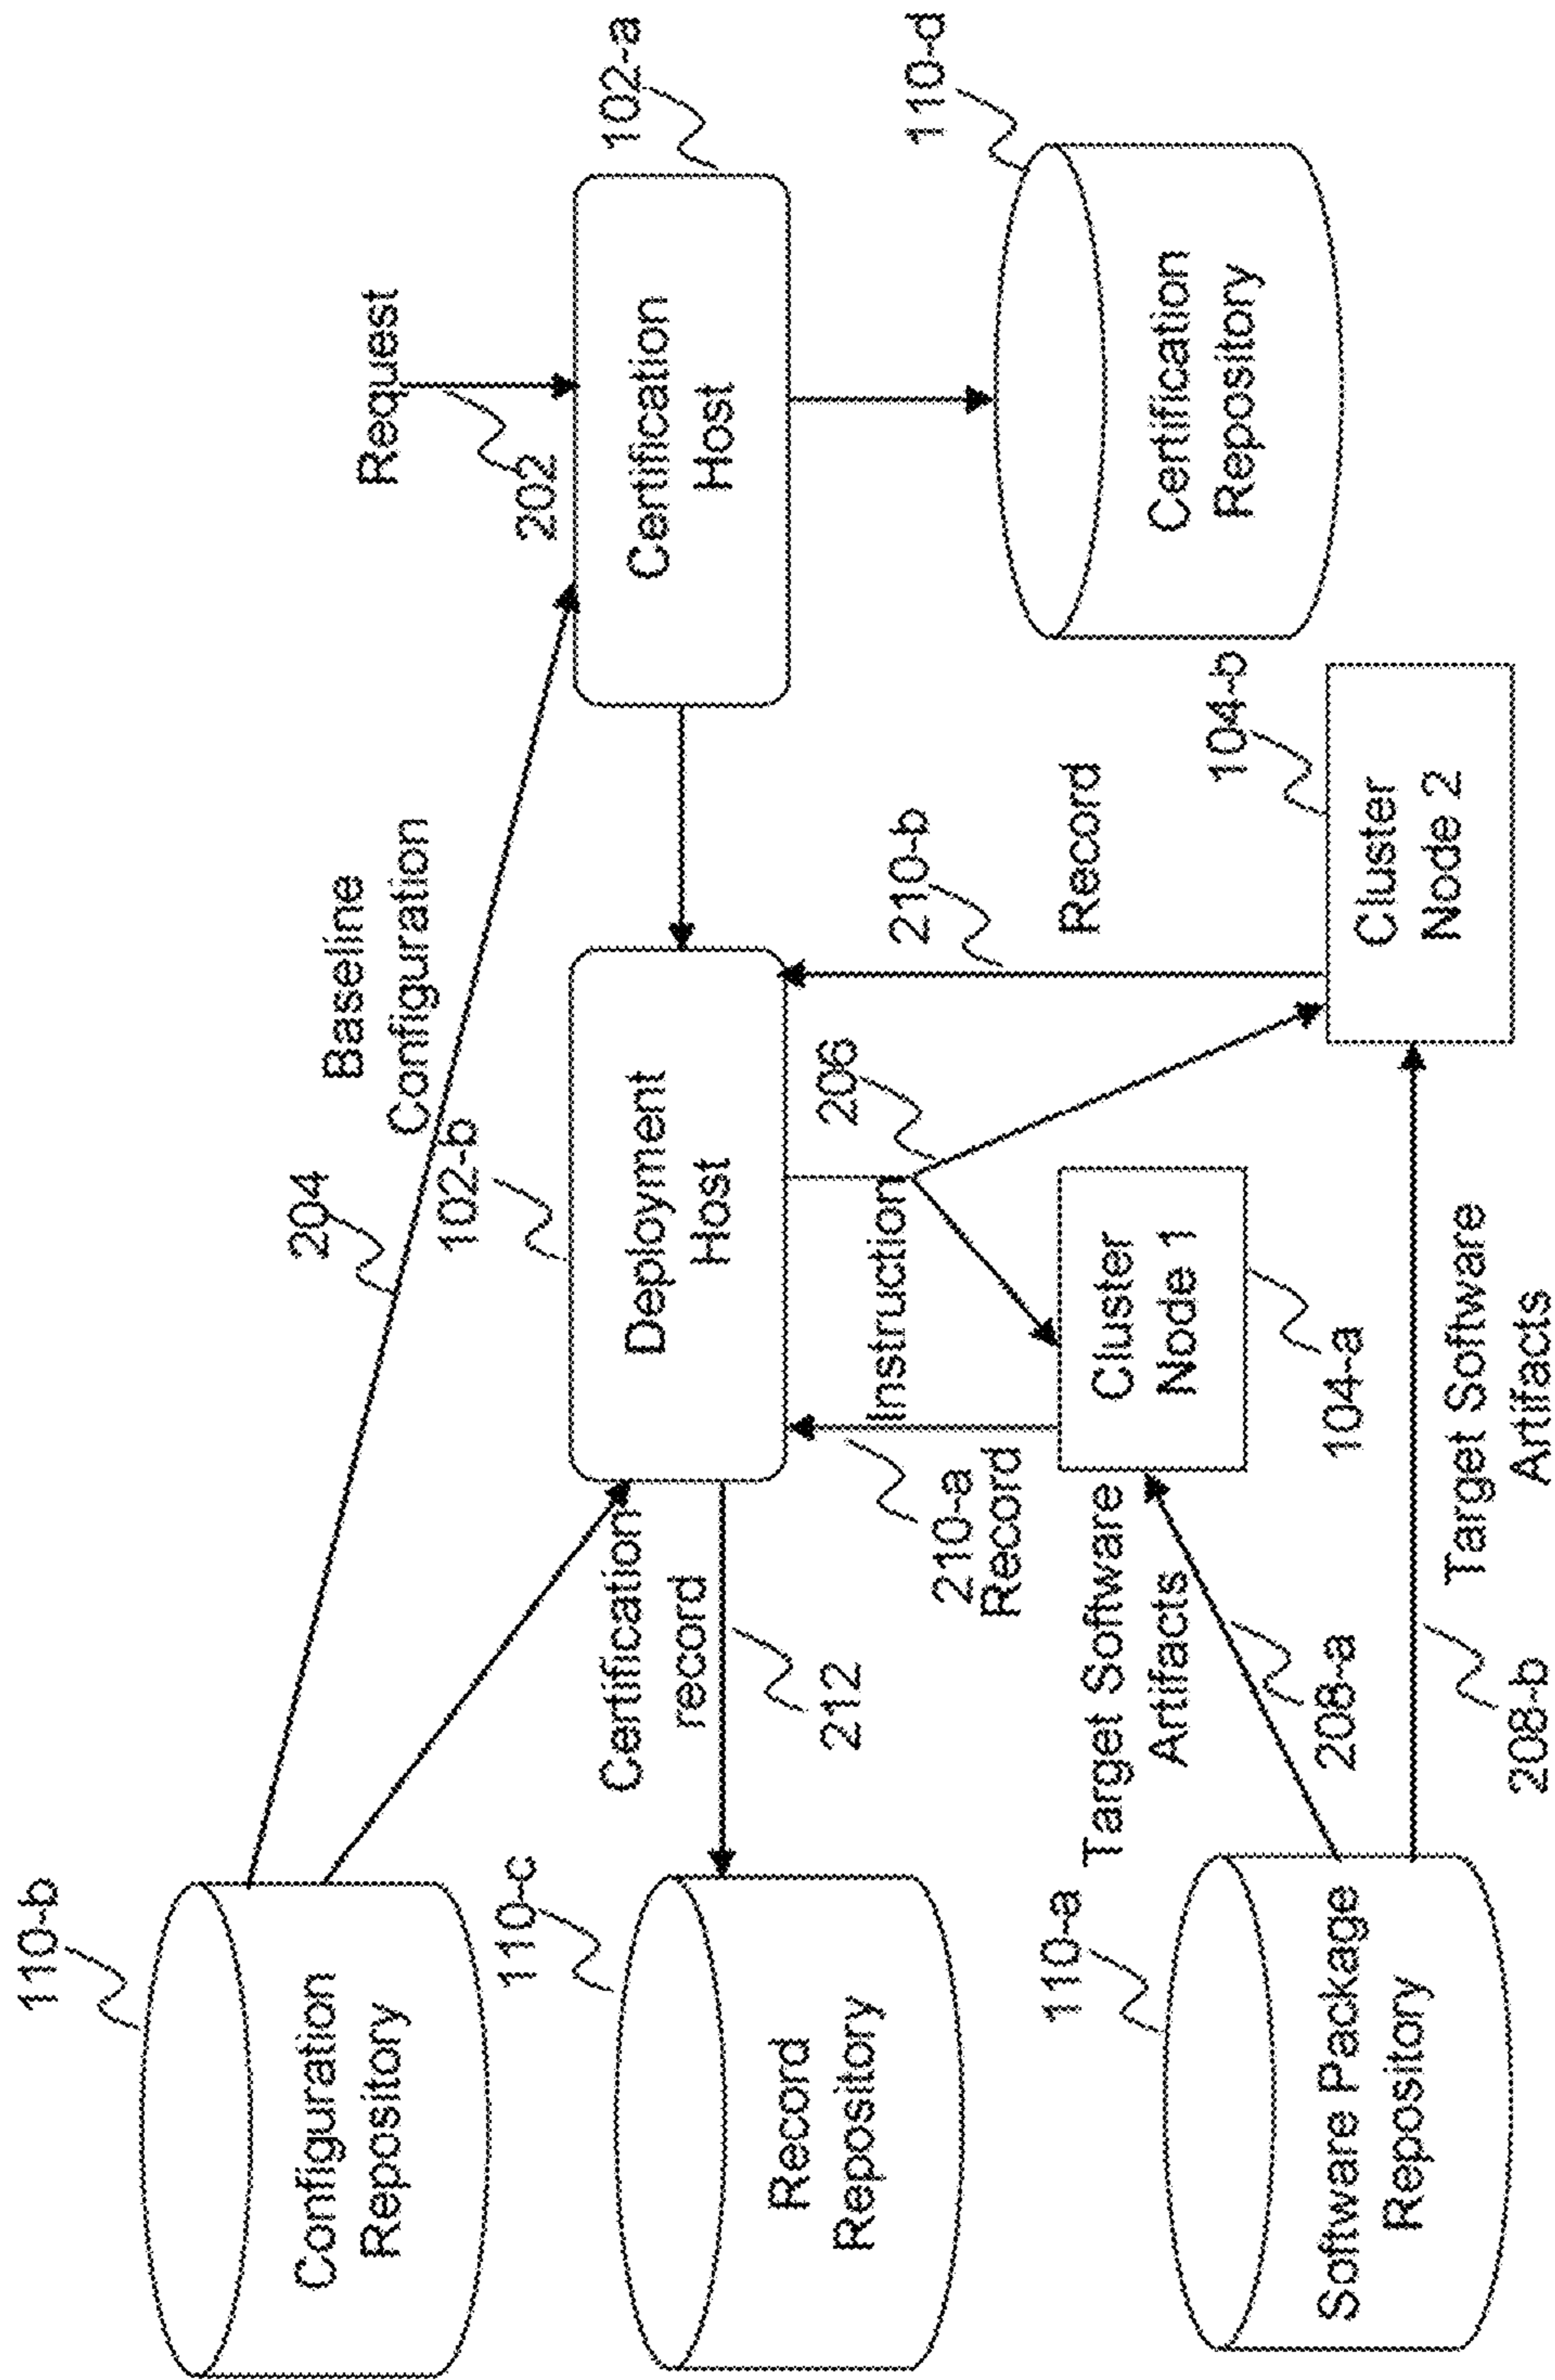 110-b
Configuration
Repository
204
Baseline
Configuration
Request
202
102-b
102-a
110-c
Record
Repository
Certification
record
212
Deployment
Host
Certification
Host
210-a
Record
Instruction
206
210-b
Record
110-d
Certification
Repository
110-a
Software Package
Repository
Target Software
Artifacts
208-a
Cluster
Node 1
104-a
104-b
Cluster
Node 2
208-b
Target Software
Artifacts